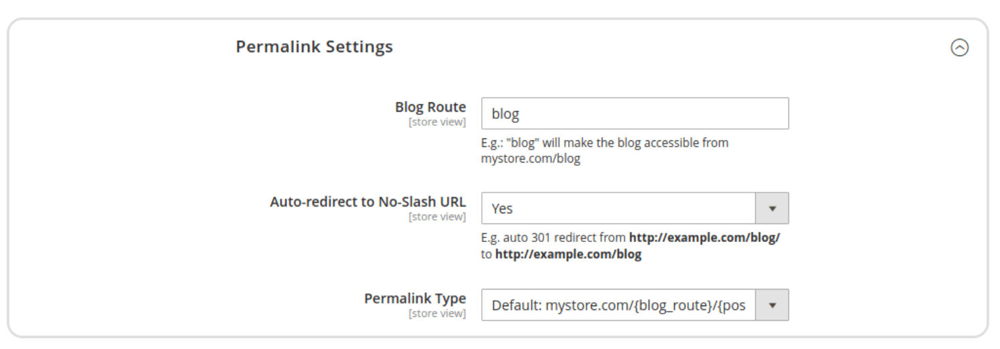 Permalink Settings
Blog Route
[store view]
blog
E.g.: "blog" will make the blog accessible from
mystore.com/blog
Auto-redirect to No-Slash URL
[store view]
Yes
E.g. auto 301 redirect from http://example.com/blog/
to http://example.com/blog
Permalink Type
[store view]
Default: mystore.com/{blog_route}/{pos